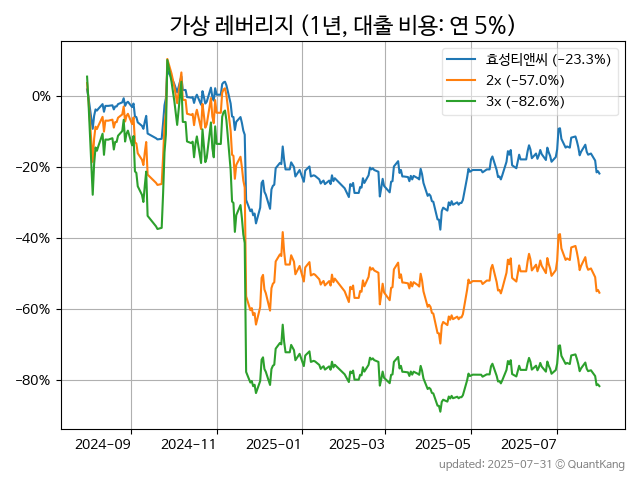 가상 레버리지 (1년, 대출 비용: 연 5%)
효성티앤씨 (−23.3%)
2x (−57.0%)
3x (−82.6%)
0%
−20%
−40%
−60%
−80%
2024-09
2024-11
2025-01
2025-03
2025-05
2025-07
updated: 2025-07-31 © QuantKang